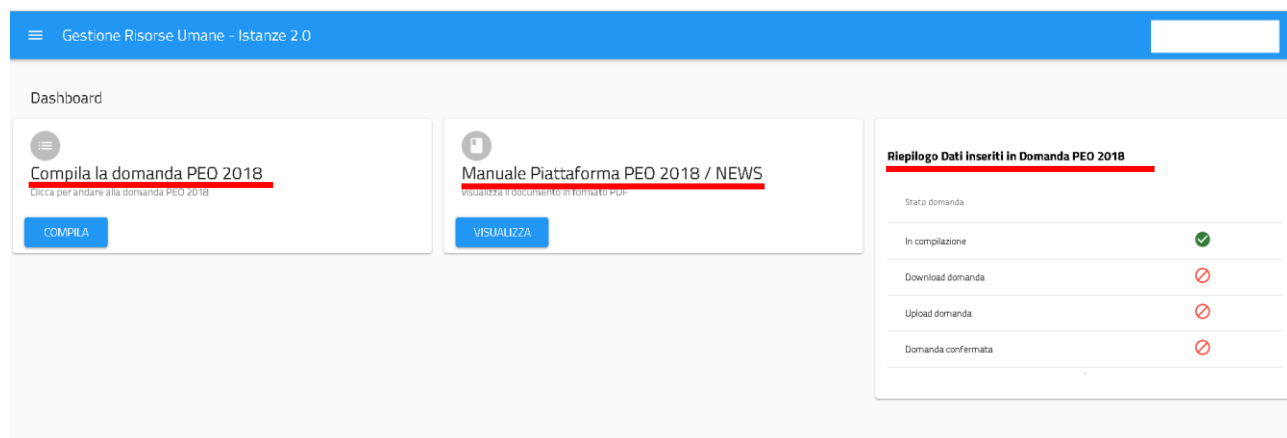 Gestione Risorse Umane - Istanze 2.0
Dashboard
Compila la domanda PEO 2018
Clicca per andare alla domanda PEO 2018
COMPILA
Manuale Piattaforma PEO 2018 / NEWS
Visualizza il documento in formato PDF
VISUALIZZA
Riepilogo Dati inseriti in Domanda PEO 2018
Stato domanda
In compilazione
Download domanda
Upload domanda
Domanda confermata